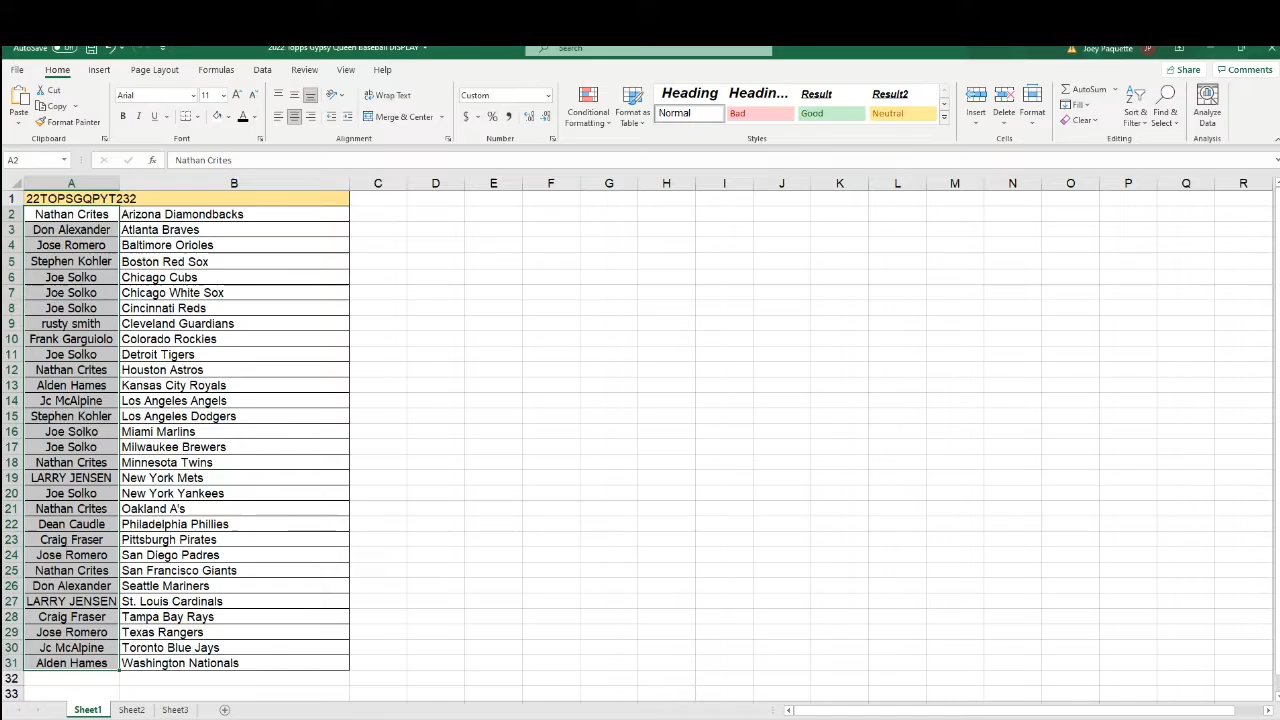 AutoSave Off 2022 Topps Gypsy Queen Baseball DISPLAY Search Joey Paquette JP
File Home Insert Page Layout Formulas Data Review View Help Share Comments
Paste Cut Copy Format Painter Clipboard
Arial 11 B I U A Font
Wrap Text Merge & Center Alignment
Custom $ % Number
Conditional Formatting Format as Table
Heading Headin... Result Result2
Normal Bad Good Neutral Styles
Insert Delete Format Cells
AutoSum Fill Clear Sort & Filter Find & Select Editing
Analyze Data Analysis
A2 fx Nathan Crites
A B C D E F G H I J K L M N O P Q R
1 22TOPSGQPYT232
2 Nathan Crites Arizona Diamondbacks
3 Don Alexander Atlanta Braves
4 Jose Romero Baltimore Orioles
5 Stephen Kohler Boston Red Sox
6 Joe Solko Chicago Cubs
7 Joe Solko Chicago White Sox
8 Joe Solko Cincinnati Reds
9 rusty smith Cleveland Guardians
10 Frank Garguiolo Colorado Rockies
11 Joe Solko Detroit Tigers
12 Nathan Crites Houston Astros
13 Alden Hames Kansas City Royals
14 Jc McAlpine Los Angeles Angels
15 Stephen Kohler Los Angeles Dodgers
16 Joe Solko Miami Marlins
17 Joe Solko Milwaukee Brewers
18 Nathan Crites Minnesota Twins
19 LARRY JENSEN New York Mets
20 Joe Solko New York Yankees
21 Nathan Crites Oakland A's
22 Dean Caudle Philadelphia Phillies
23 Craig Fraser Pittsburgh Pirates
24 Jose Romero San Diego Padres
25 Nathan Crites San Francisco Giants
26 Don Alexander Seattle Mariners
27 LARRY JENSEN St. Louis Cardinals
28 Craig Fraser Tampa Bay Rays
29 Jose Romero Texas Rangers
30 Jc McAlpine Toronto Blue Jays
31 Alden Hames Washington Nationals
32
33
Sheet1 Sheet2 Sheet3